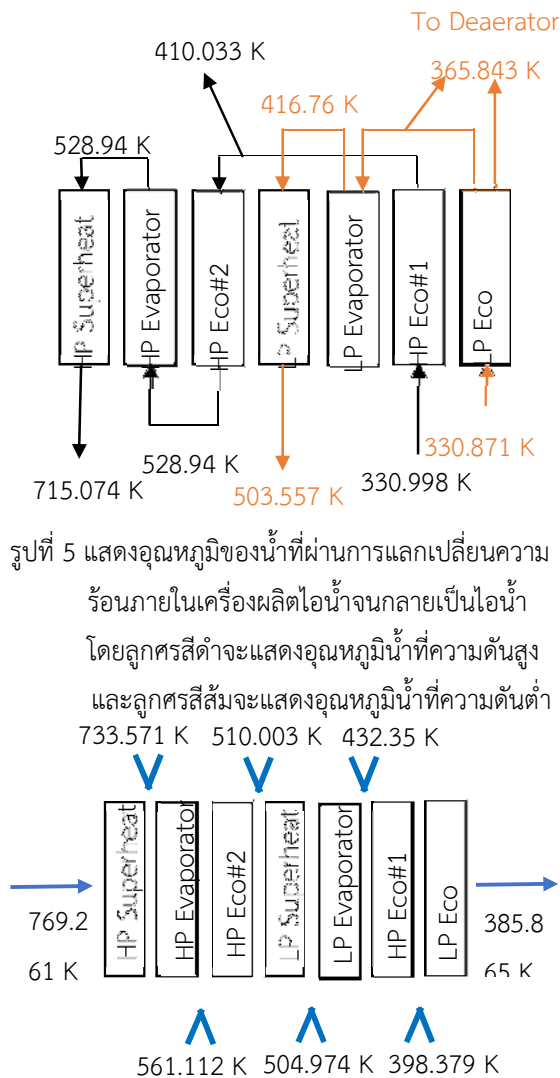 To Deaerator
410.033 K
365.843 K
416.76 K
528.94 K
HP Superheat
HP Evaporator
HP Eco#2
LP Superheat
LP Evaporator
HP Eco#1
LP Eco
528.94 K
330.871 K
715.074 K
503.557 K
330.998 K
รูปที่ 5 แสดงอุณหภูมิของน้ำที่ผ่านการแลกเปลี่ยนความ
ร้อนภายในเครื่องผลิตไอน้ำจนกลายเป็นไอน้ำ
โดยลูกศรสีดำจะแสดงอุณหภูมิน้ำที่ความดันสูง
และลูกศรสีส้มจะแสดงอุณหภูมิน้ำที่ความดันต่ำ
733.571 K
510.003 K
432.35 K
HP Superheat
HP Evaporator
HP Eco#2
LP Superheat
LP Evaporator
HP Eco#1
LP Eco
769.2
61 K
385.8
65 K
561.112 K
504.974 K
398.379 K